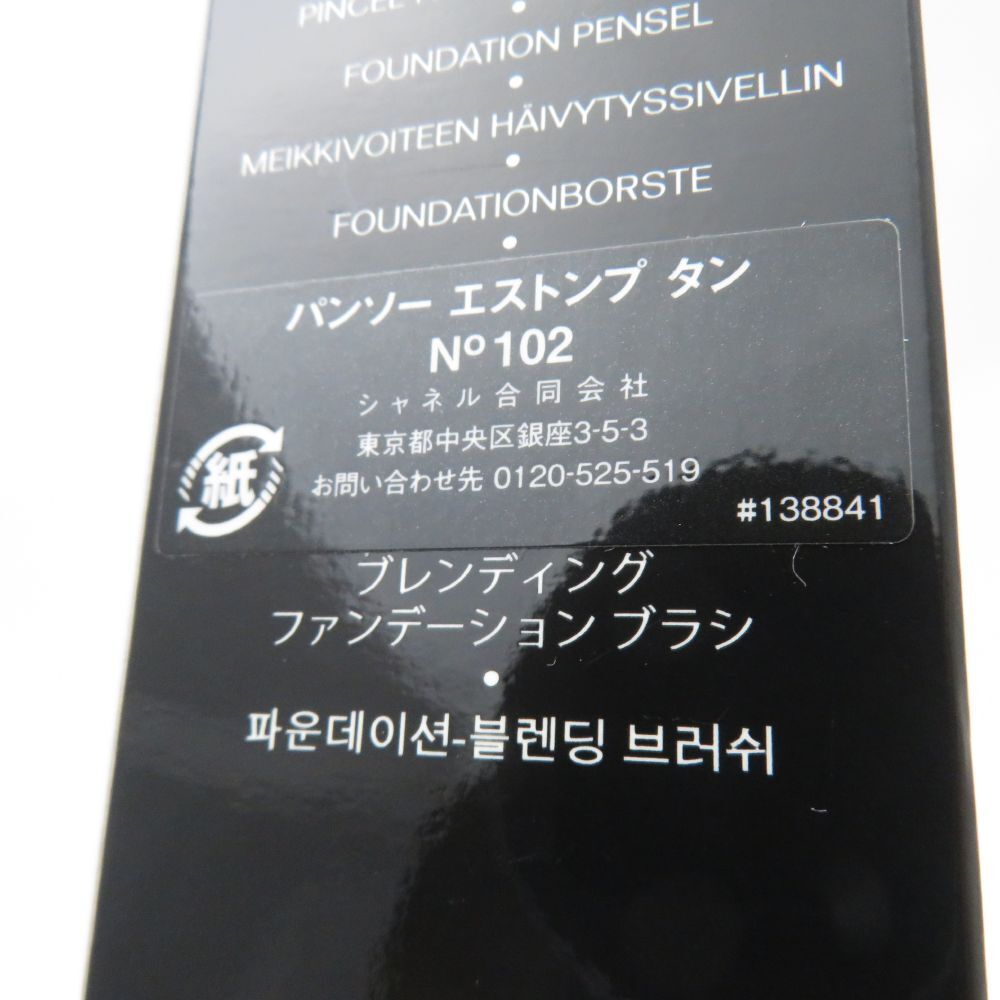 PINCEL
FOUNDATION PENSEL
MEIKKIVOITEEN HÄIVYTYSSIVELLIN
FOUNDATIONBORSTE
パンソー エストンプ タン
Nº102
シャネル合同会社
東京都中央区銀座3-5-3
お問い合わせ先 0120-525-519
紙
#138841
ブレンディング
ファンデーション ブラシ
파운데이션-블렌딩 브러쉬